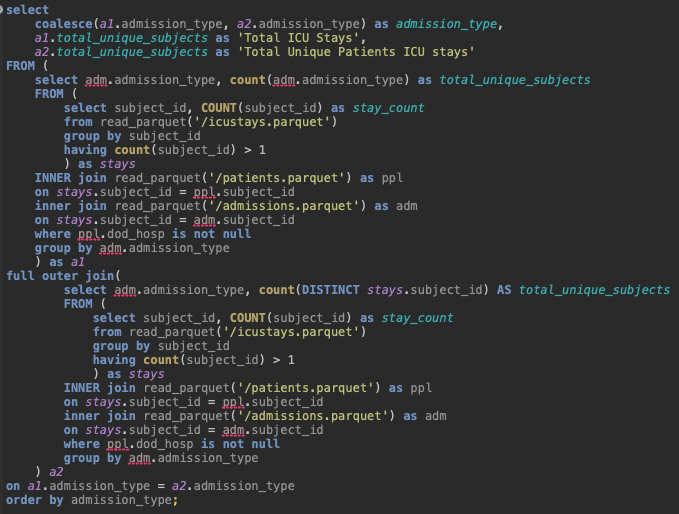 select
coalesce(a1.admission_type, a2.admission_type) as admission_type,
a1.total_unique_subjects as 'Total ICU Stays',
a2.total_unique_subjects as 'Total Unique Patients ICU stays'
FROM (
select adm.admission_type, count(adm.admission_type) as total_unique_subjects
FROM (
select subject_id, COUNT(subject_id) as stay_count
from read_parquet('/icustays.parquet')
group by subject_id
having count(subject_id) > 1
) as stays
INNER join read_parquet('/patients.parquet') as ppl
on stays.subject_id = ppl.subject_id
inner join read_parquet('/admissions.parquet') as adm
on stays.subject_id = adm.subject_id
where ppl.dod_hosp is not null
group by adm.admission_type
) as a1
full outer join(
select adm.admission_type, count(DISTINCT stays.subject_id) AS total_unique_subjects
FROM (
select subject_id, COUNT(subject_id) as stay_count
from read_parquet('/icustays.parquet')
group by subject_id
having count(subject_id) > 1
) as stays
INNER join read_parquet('/patients.parquet') as ppl
on stays.subject_id = ppl.subject_id
inner join read_parquet('/admissions.parquet') as adm
on stays.subject_id = adm.subject_id
where ppl.dod_hosp is not null
group by adm.admission_type
) a2
on a1.admission_type = a2.admission_type
order by admission_type;